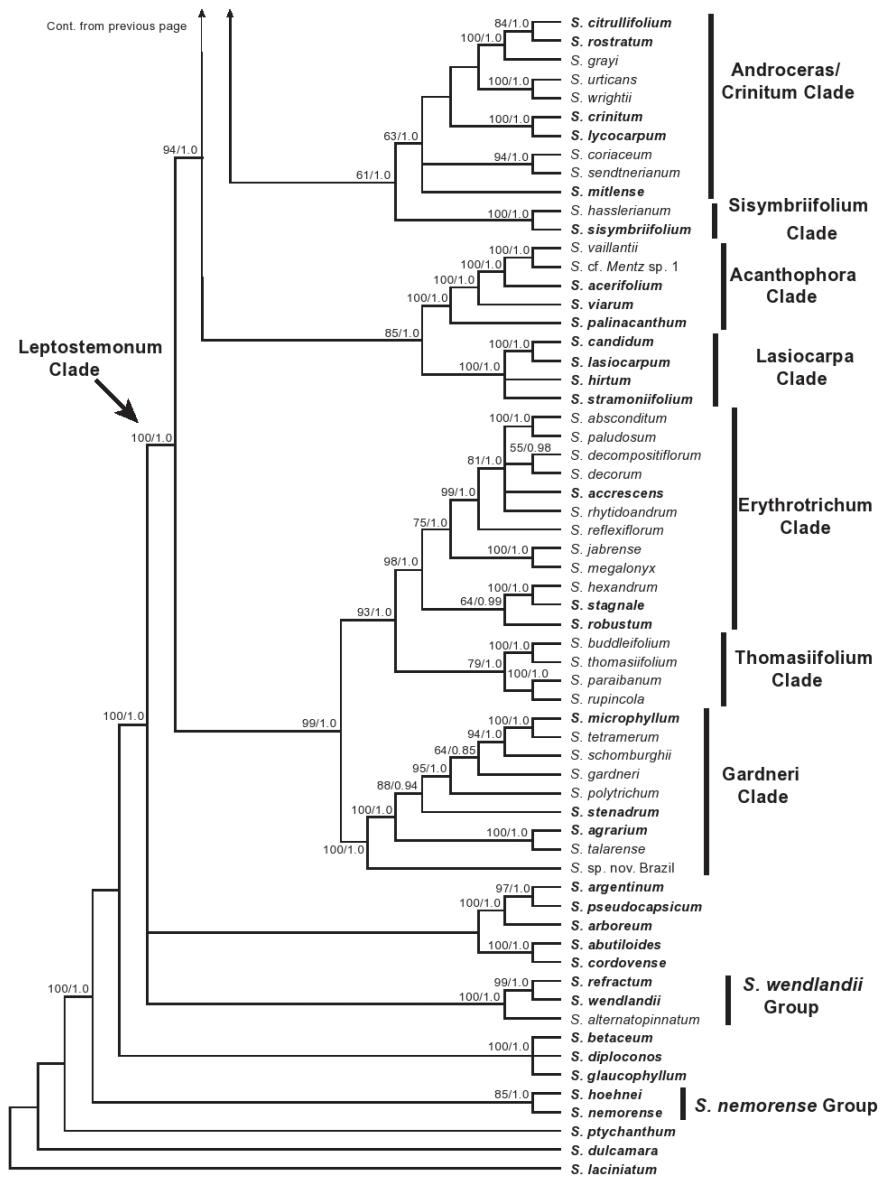 Cont. from previous page
84/1.0
S. citrullifolium
100/1.0
S. rostratum
S. grayi
100/1.0
S. urticans
S. wrightii
100/1.0
S. crinitum
S. lycocarpum
63/1.0
94/1.0
S. coriaceum
S. sendtnerianum
S. mitlense
Androceras/
Crinitum Clade
94/1.0
61/1.0
100/1.0
S. hasslerianum
S. sisymbriifolium
Sisymbriifolium
Clade
100/1.0
S. vaillantii
S. cf. Mentz sp. 1
100/1.0
S. acerifolium
100/1.0
S. viarum
100/1.0
S. palinacanthum
Acanthophora
Clade
85/1.0
100/1.0
S. candidum
S. lasiocarpum
100/1.0
S. hirtum
S. stramoniifolium
Lasiocarpa
Clade
Leptostemonum
Clade
100/1.0
100/1.0
S. absconditum
S. paludosum
55/0.98
S. decompositiflorum
S. decorum
81/1.0
S. accrescens
S. rhytidoandrum
99/1.0
S. reflexiflorum
75/1.0
100/1.0
S. jabrense
S. megalonyx
98/1.0
100/1.0
S. hexandrum
S. stagnale
64/0.99
S. robustum
Erythrotrichum
Clade
93/1.0
100/1.0
S. buddleifolium
S. thomasiifolium
79/1.0
100/1.0
S. paraibanum
S. rupincola
Thomasiifolium
Clade
100/1.0
99/1.0
100/1.0
S. microphyllum
S. tetramerum
94/1.0
S. schomburghii
64/0.85
S. gardneri
95/1.0
S. polytrichum
88/0.94
S. stenadrum
100/1.0
100/1.0
S. agrarium
S. talarense
100/1.0
S. sp. nov. Brazil
Gardneri
Clade
97/1.0
S. argentinum
S. pseudocapsicum
100/1.0
S. arboreum
100/1.0
S. abutiloides
S. cordovense
99/1.0
S. refractum
S. wendlandii
100/1.0
S. alternatopinnatum
S. wendlandii
Group
100/1.0
100/1.0
S. betaceum
S. diploconos
S. glaucophyllum
85/1.0
S. hoehnei
S. nemorense
S. nemorense Group
S. ptychanthum
S. dulcamara
S. laciniatum